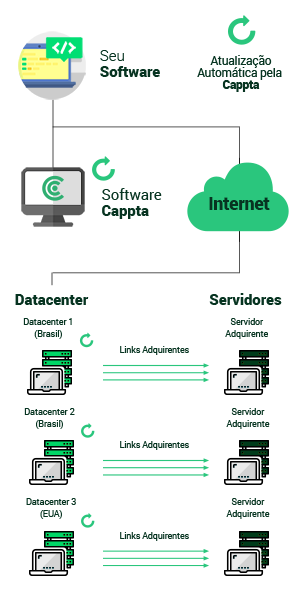 Seu
Software
Atualização
Automática pela
Cappta
Software
Cappta
Internet
Datacenter
Servidores
Datacenter 1
(Brasil)
Links Adquirentes
Servidor
Adquirente
Datacenter 2
(Brasil)
Links Adquirentes
Servidor
Adquirente
Datacenter 3
(EUA)
Links Adquirentes
Servidor
Adquirente